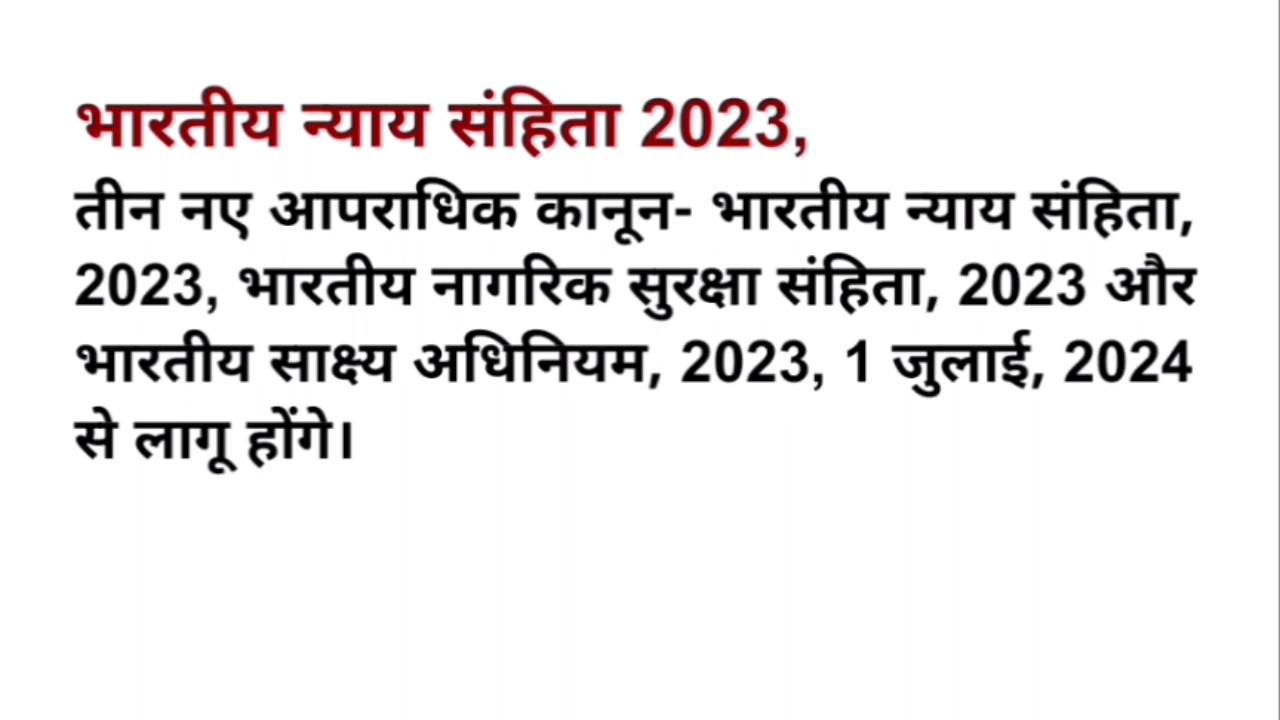 भारतीय न्याय संहिता 2023,
तीन नए आपराधिक कानून- भारतीय न्याय संहिता,
2023, भारतीय नागरिक सुरक्षा संहिता, 2023 और
भारतीय साक्ष्य अधिनियम, 2023, 1 जुलाई, 2024
से लागू होंगे।